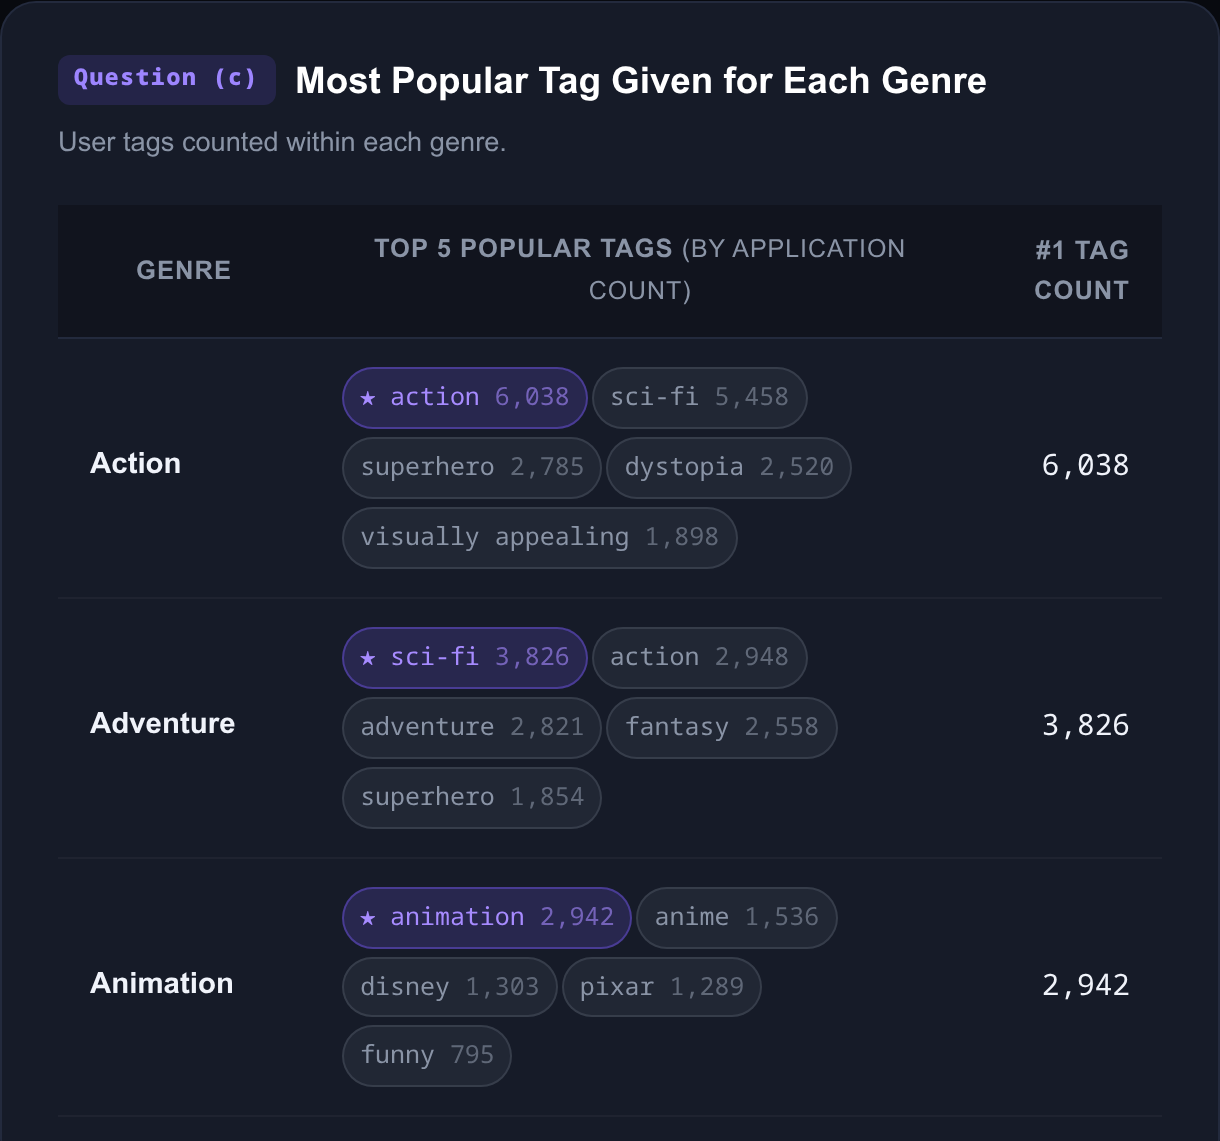 Question (c) Most Popular Tag Given for Each Genre
User tags counted within each genre.
GENRE
TOP 5 POPULAR TAGS (BY APPLICATION
COUNT)
#1 TAG
COUNT
Action
★ action 6,038 sci-fi 5,458
superhero 2,785 dystopia 2,520
visually appealing 1,898
6,038
Adventure
★ sci-fi 3,826 action 2,948
adventure 2,821 fantasy 2,558
superhero 1,854
3,826
Animation
★ animation 2,942 anime 1,536
disney 1,303 pixar 1,289
funny 795
2,942